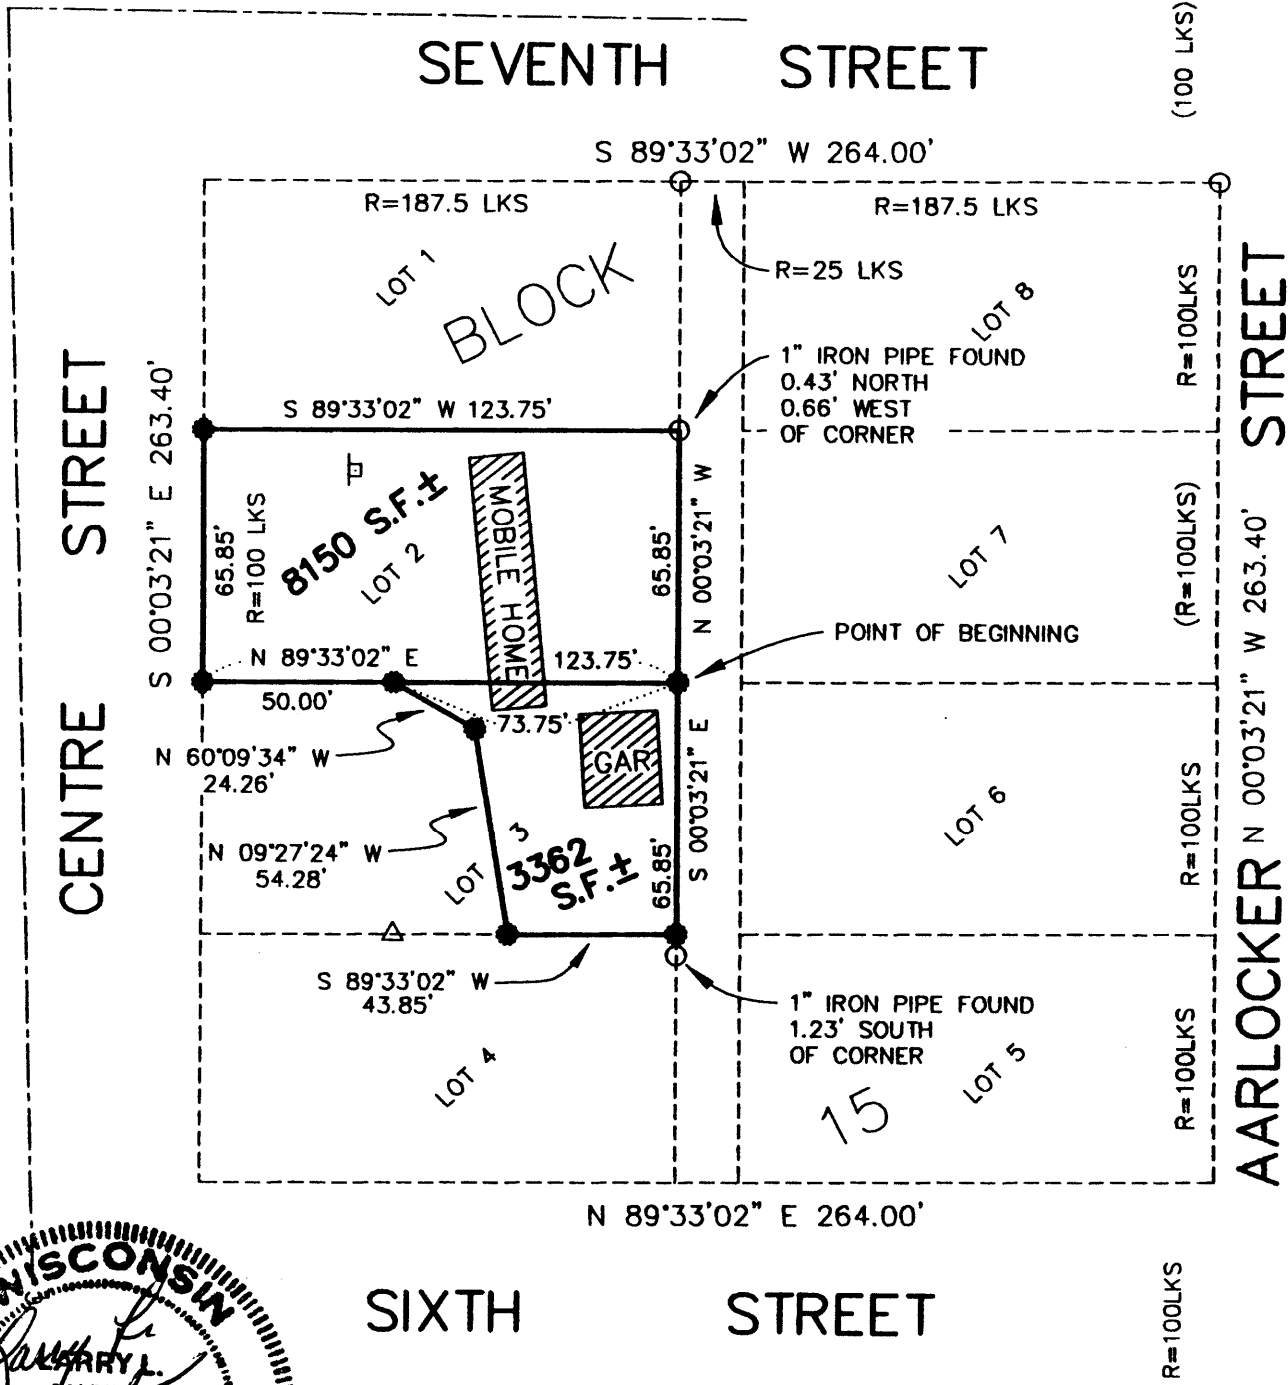 (100 LKS)
SEVENTH STREET
S 89°33'02" W 264.00'
R=187.5 LKS
R=187.5 LKS
R=25 LKS
LOT 1
BLOCK
LOT 8
R=100LKS
STREET
1" IRON PIPE FOUND
0.43' NORTH
0.66' WEST
OF CORNER
S 89°33'02" W 123.75'
CENTRE STREET
S 00°03'21" E 263.40'
65.85'
R=100 LKS
8150 S.F.±
LOT 2
MOBILE HOME
65.85'
N 00°03'21" W
LOT 7
(R=100LKS)
N 00°03'21" W 263.40'
POINT OF BEGINNING
N 89°33'02" E
123.75'
50.00'
73.75'
N 60°09'34" W
24.26'
GAR
S 00°03'21" E
65.85'
LOT 6
R=100LKS
N 09°27'24" W
54.28'
LOT 3
3362
S.F.±
AARLOCKER
S 89°33'02" W
43.85'
1" IRON PIPE FOUND
1.23' SOUTH
OF CORNER
LOT 4
15
LOT 5
R=100LKS
N 89°33'02" E 264.00'
SIXTH STREET
R=100LKS
WISCONSIN
LARRY L.